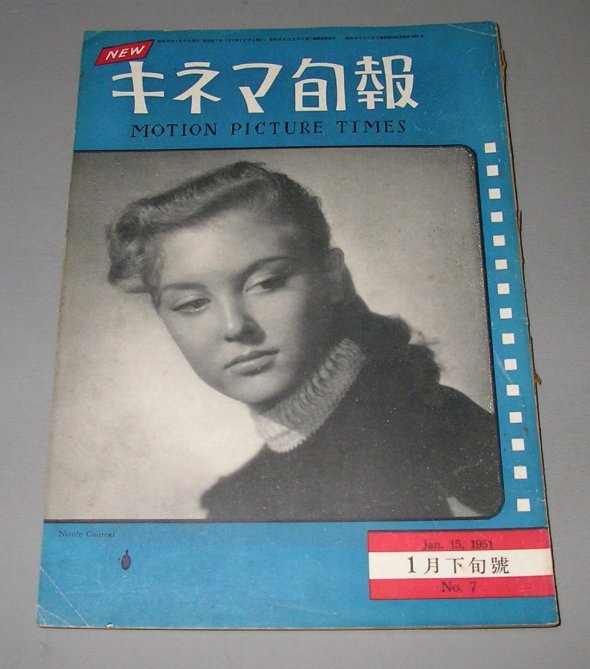 NEW
キネマ旬報
MOTION PICTURE TIMES
Nicole Courcel
Jan. 15, 1951
1月下旬號
No. 7